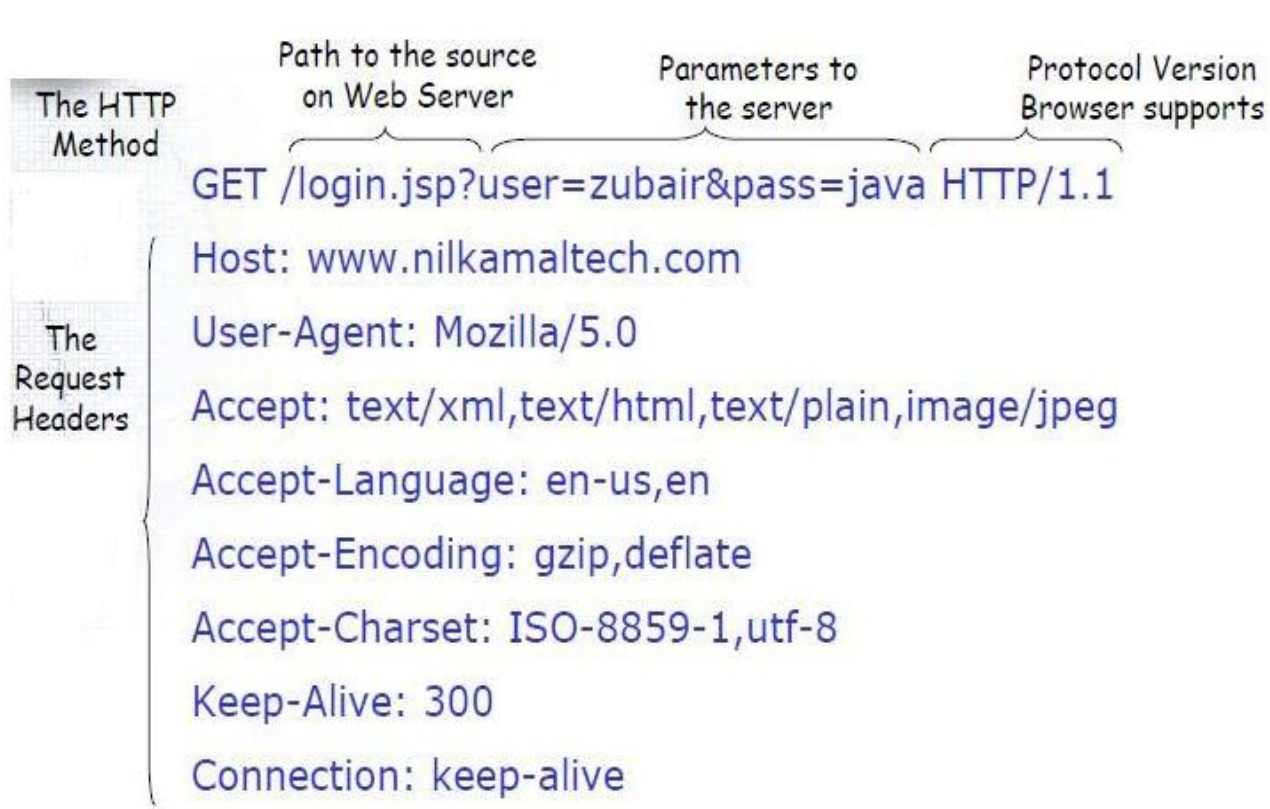 Path to the source
on Web Server
Parameters to
the server
Protocol Version
Browser supports
The HTTP
Method
GET /login.jsp?user=zubair&pass=java HTTP/1.1
Host: www.nilkamaltech.com
User-Agent: Mozilla/5.0
Accept: text/xml,text/html,text/plain,image/jpeg
Accept-Language: en-us,en
Accept-Encoding: gzip,deflate
Accept-Charset: ISO-8859-1,utf-8
Keep-Alive: 300
Connection: keep-alive
The
Request
Headers